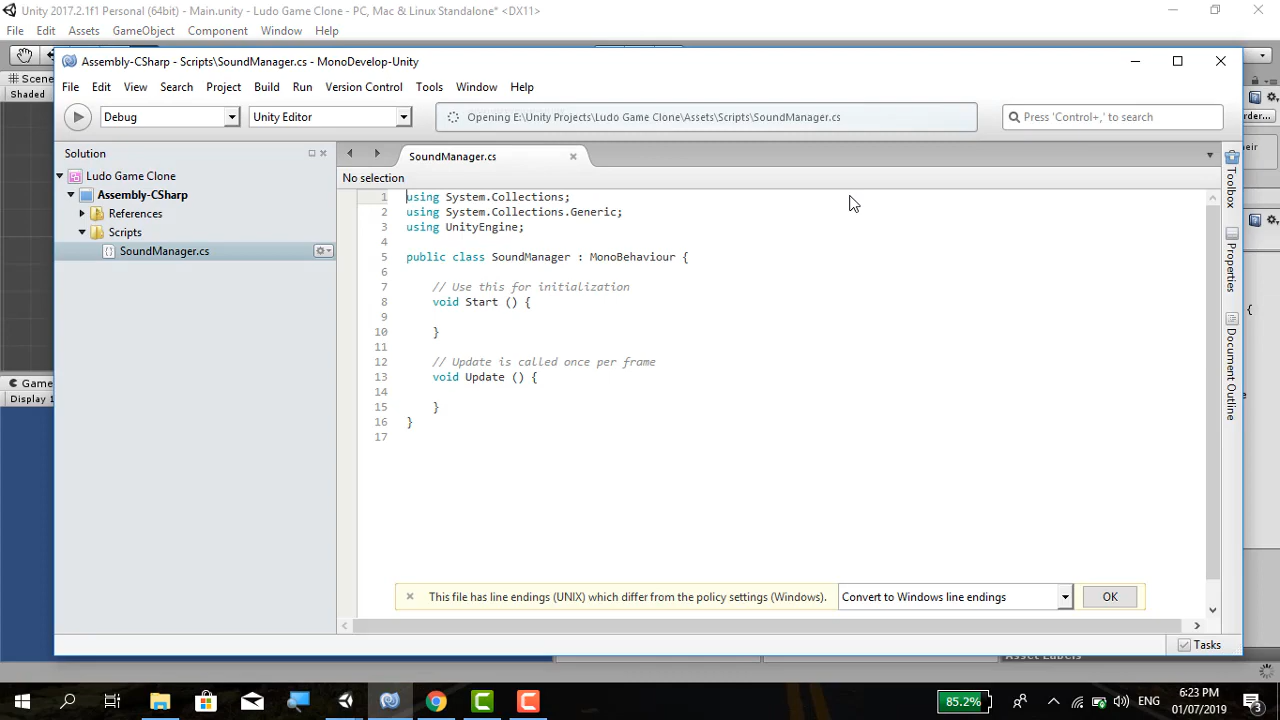 Unity 2017.2.1f1 Personal (64bit) - Main.unity - Ludo Game Clone - PC, Mac & Linux Standalone* <DX11>
File Edit Assets GameObject Component Window Help
Scene
Shaded
Game
Display 1
Assembly-CSharp - Scripts\SoundManager.cs - MonoDevelop-Unity
File Edit View Search Project Build Run Version Control Tools Window Help
Debug
Unity Editor
Opening E:\Unity Projects\Ludo Game Clone\Assets\Scripts\SoundManager.cs
Press 'Control+,' to search
Solution
Ludo Game Clone
Assembly-CSharp
References
Scripts
SoundManager.cs
SoundManager.cs
No selection
1 using System.Collections;
2 using System.Collections.Generic;
3 using UnityEngine;
4
5 public class SoundManager : MonoBehaviour {
6
7 // Use this for initialization
8 void Start () {
9
10 }
11
12 // Update is called once per frame
13 void Update () {
14
15 }
16 }
17
This file has line endings (UNIX) which differ from the policy settings (Windows).
Convert to Windows line endings
OK
Toolbox
Properties
Document Outline
Tasks
85.2%
ENG
6:23 PM
01/07/2019
3